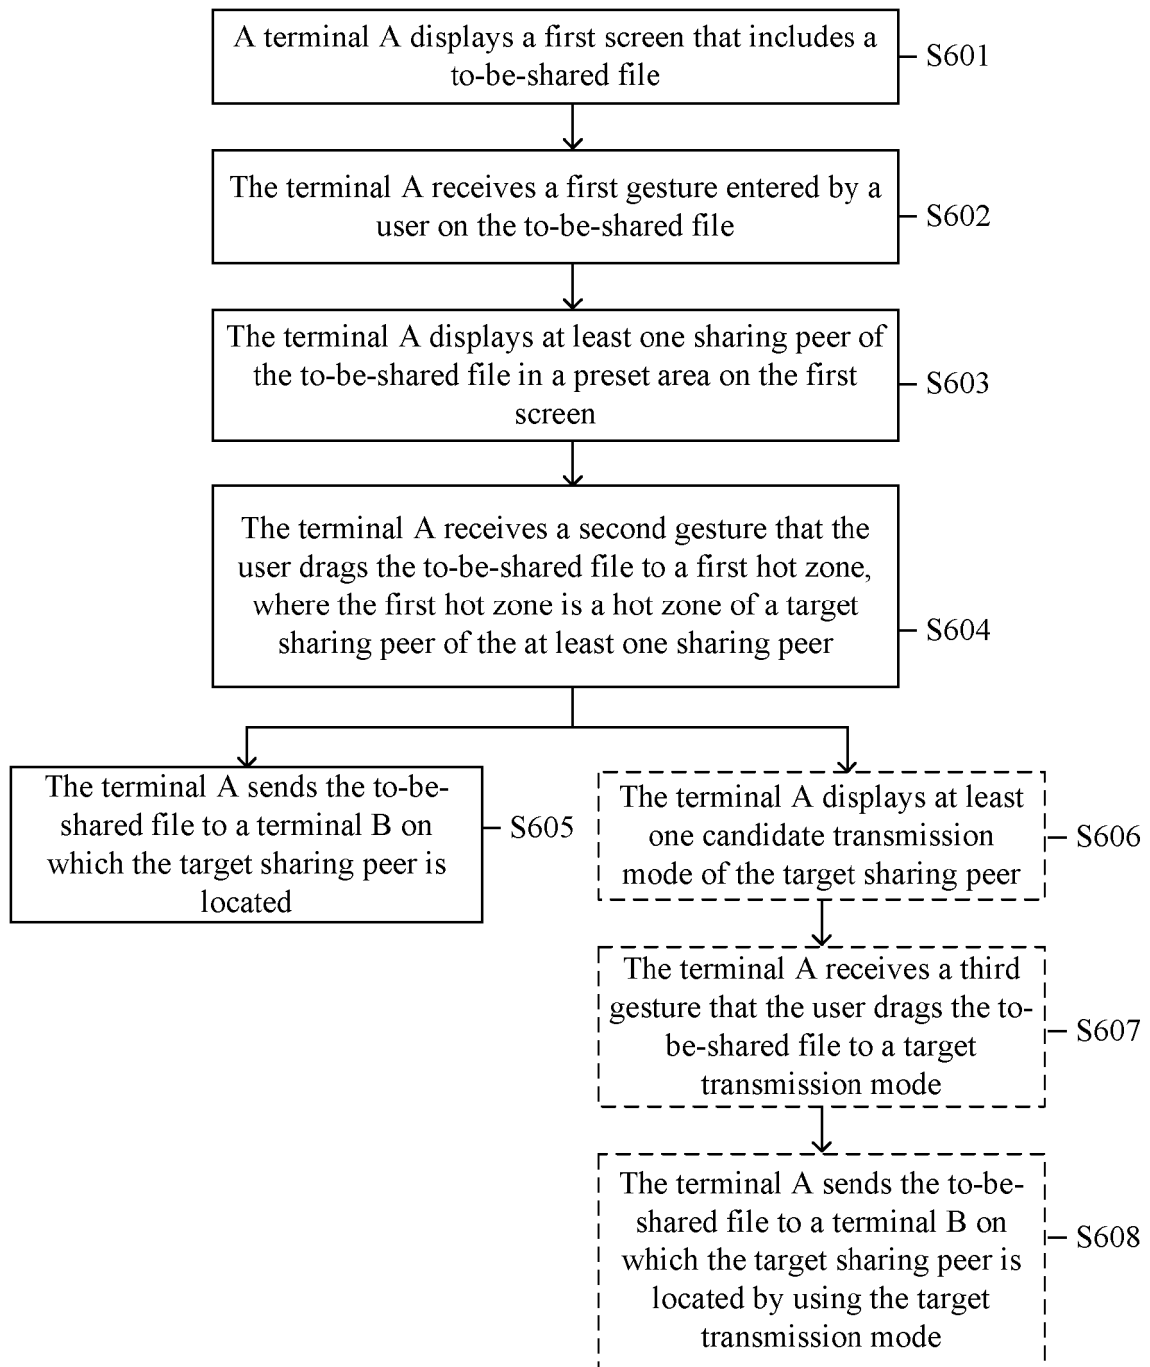 A terminal A displays a first screen that includes a
to-be-shared file
S601
The terminal A receives a first gesture entered by a
user on the to-be-shared file
S602
The terminal A displays at least one sharing peer of
the to-be-shared file in a preset area on the first
screen
S603
The terminal A receives a second gesture that the
user drags the to-be-shared file to a first hot zone,
where the first hot zone is a hot zone of a target
sharing peer of the at least one sharing peer
S604
The terminal A sends the to-be-
shared file to a terminal B on
which the target sharing peer is
located
S605
The terminal A displays at least
one candidate transmission
mode of the target sharing peer
S606
The terminal A receives a third
gesture that the user drags the to-
be-shared file to a target
transmission mode
S607
The terminal A sends the to-be-
shared file to a terminal B on
which the target sharing peer is
located by using the target
transmission mode
S608